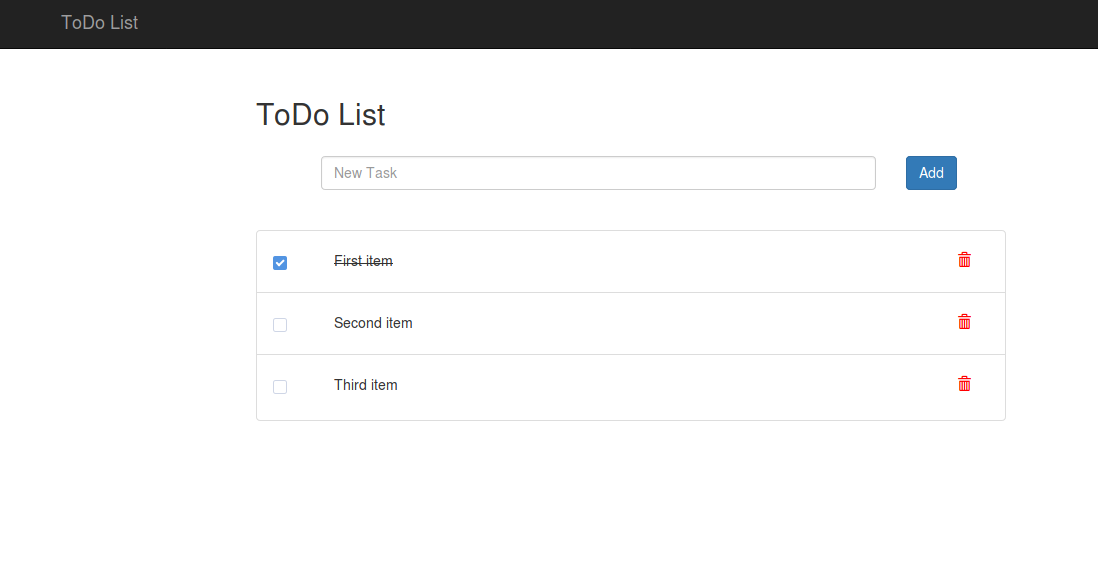 ToDo List
ToDo List
New Task
Add
First item
Second item
Third item